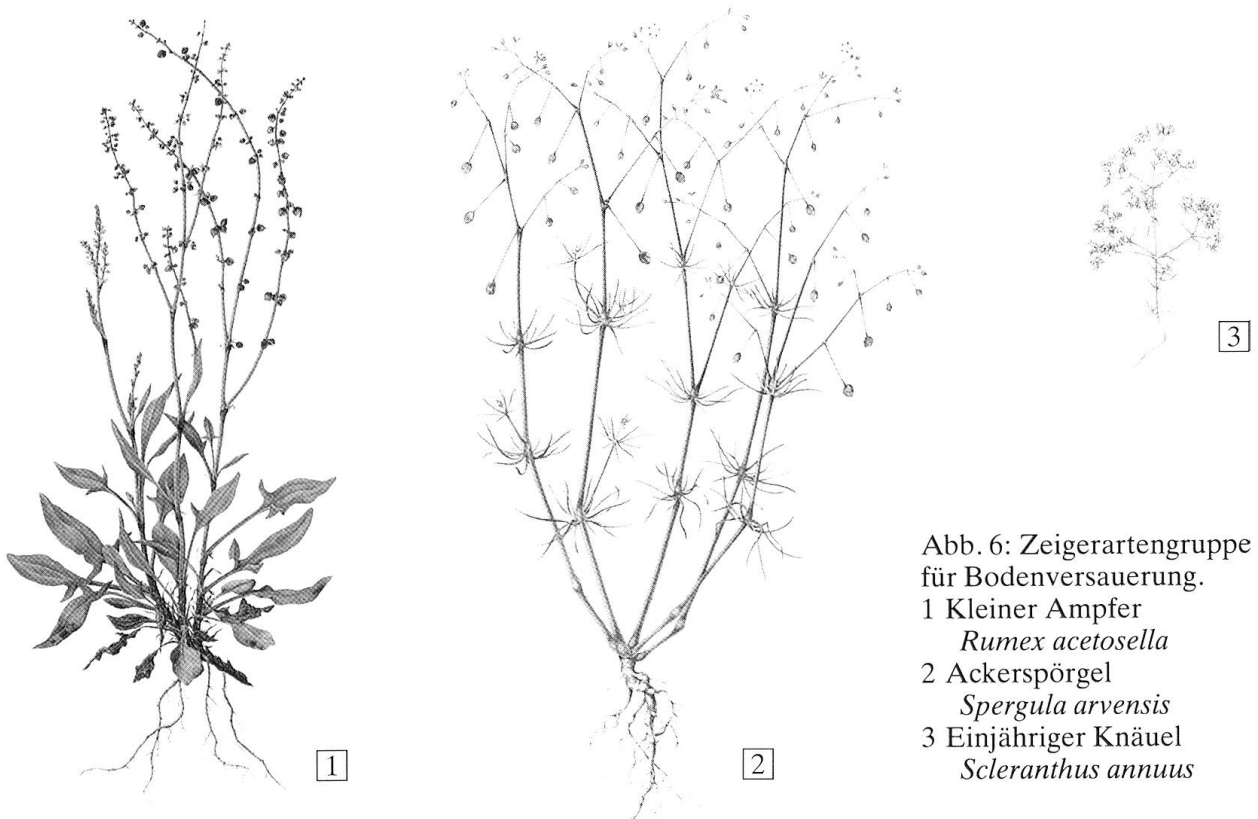 3
Abb. 6: Zeigerartengruppe
für Bodenversauerung.
1 Kleiner Ampfer
Rumex acetosella
2 Ackerspörgel
Spergula arvensis
3 Einjähriger Knäuel
Scleranthus annuus
1
2